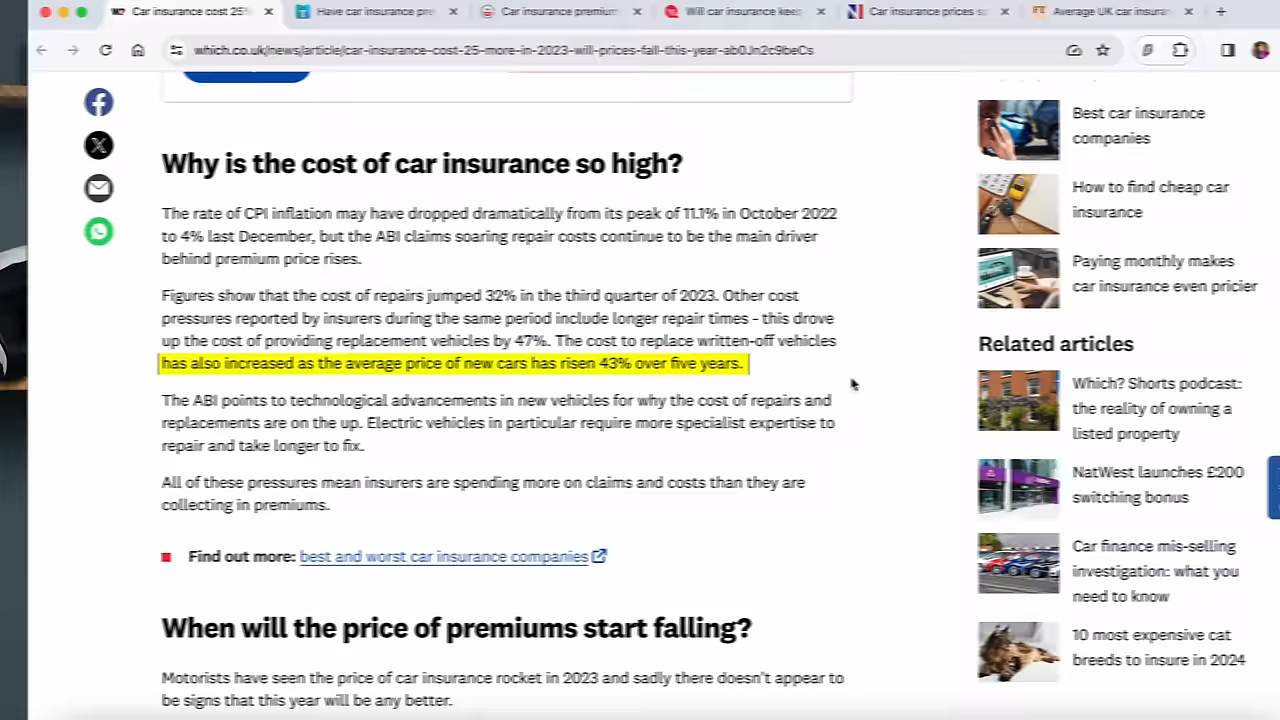 Car insurance cost 25
Have car insurance pre
Car insurance premium
Will car insurance keep
Car insurance prices s
Average UK car insuran
which.co.uk/news/article/car-insurance-cost-25-more-in-2023-will-prices-fall-this-year-ab0Jn2c9beCs
Why is the cost of car insurance so high?
The rate of CPI inflation may have dropped dramatically from its peak of 11.1% in October 2022
to 4% last December, but the ABI claims soaring repair costs continue to be the main driver
behind premium price rises.
Figures show that the cost of repairs jumped 32% in the third quarter of 2023. Other cost
pressures reported by insurers during the same period include longer repair times - this drove
up the cost of providing replacement vehicles by 47%. The cost to replace written-off vehicles
has also increased as the average price of new cars has risen 43% over five years.
The ABI points to technological advancements in new vehicles for why the cost of repairs and
replacements are on the up. Electric vehicles in particular require more specialist expertise to
repair and take longer to fix.
All of these pressures mean insurers are spending more on claims and costs than they are
collecting in premiums.
Find out more: best and worst car insurance companies
When will the price of premiums start falling?
Motorists have seen the price of car insurance rocket in 2023 and sadly there doesn't appear to
be signs that this year will be any better.
Best car insurance
companies
How to find cheap car
insurance
Paying monthly makes
car insurance even pricier
Related articles
Which? Shorts podcast:
the reality of owning a
listed property
NatWest launches £200
switching bonus
Car finance mis-selling
investigation: what you
need to know
10 most expensive cat
breeds to insure in 2024